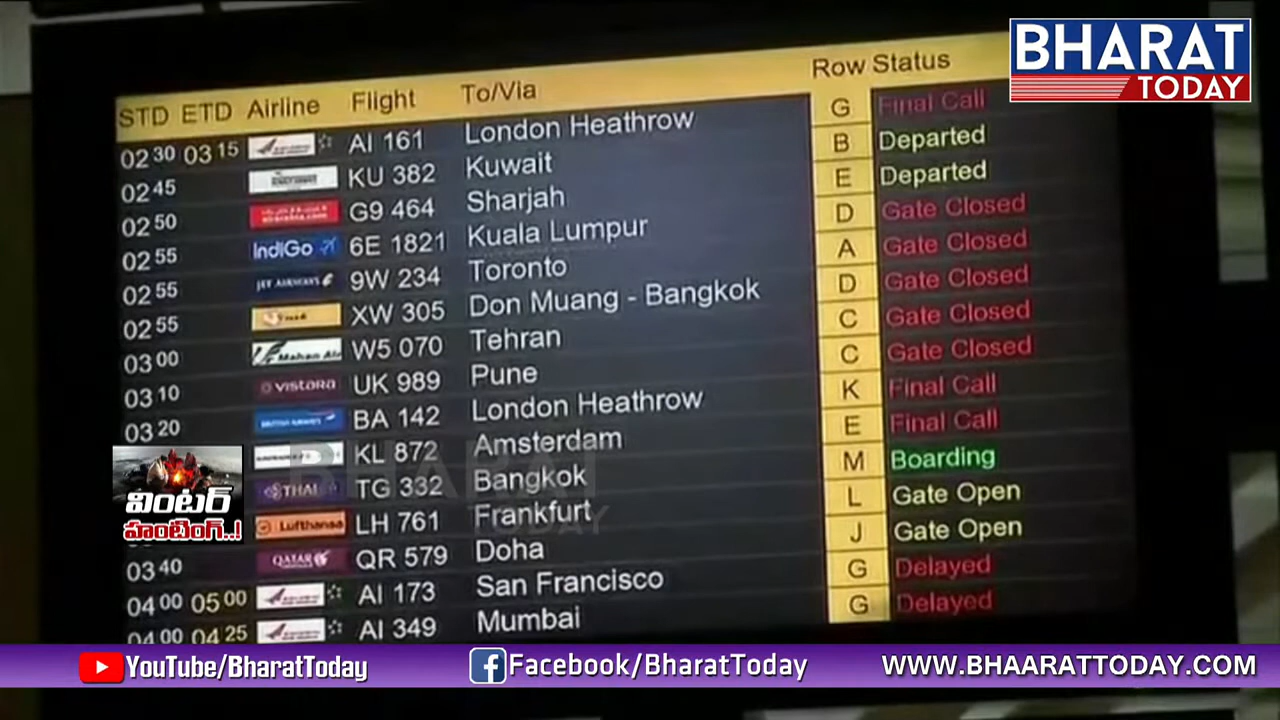 BHARAT
TODAY
STD ETD Airline Flight To/Via Row Status
02 30 03 15 AI 161 London Heathrow G Final Call
02 45 KU 382 Kuwait B Departed
02 50 G9 464 Sharjah E Departed
02 55 IndiGo 6E 1821 Kuala Lumpur D Gate Closed
02 55 JET AIRWAYS 9W 234 Toronto A Gate Closed
02 55 XW 305 Don Muang - Bangkok D Gate Closed
03 00 Mahan Air W5 070 Tehran C Gate Closed
03 10 VISTARA UK 989 Pune C Gate Closed
03 20 BRITISH AIRWAYS BA 142 London Heathrow K Final Call
KL 872 Amsterdam E Final Call
THAI TG 332 Bangkok M Boarding
Lufthansa LH 761 Frankfurt L Gate Open
03 40 QATAR QR 579 Doha J Gate Open
04 00 05 00 AI 173 San Francisco G Delayed
04 00 04 25 AI 349 Mumbai G Delayed
BHARAT
TODAY
వింటర్
హంటింగ్..!
YouTube/BharatToday Facebook/BharatToday WWW.BHAARATTODAY.COM